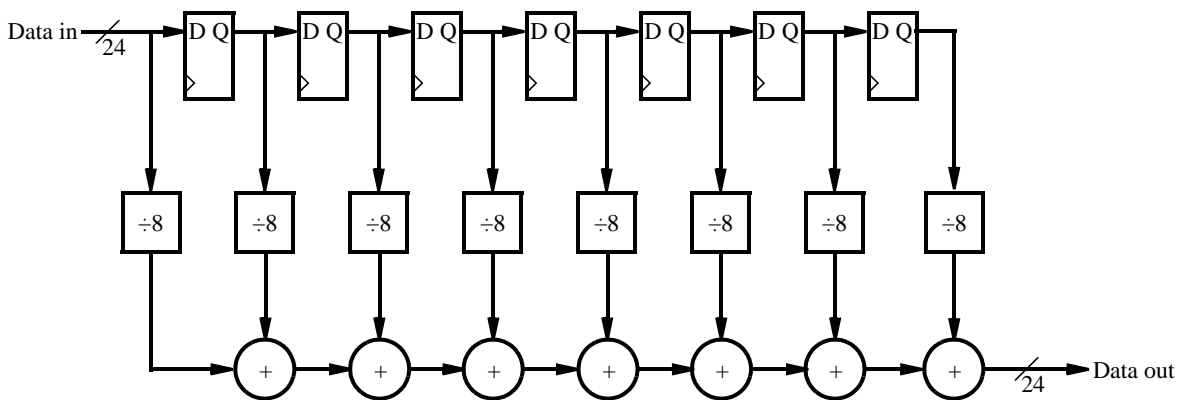 Data in
24
D Q D Q D Q D Q D Q D Q D Q
÷8 ÷8 ÷8 ÷8 ÷8 ÷8 ÷8 ÷8
+ + + + + + +
24
Data out